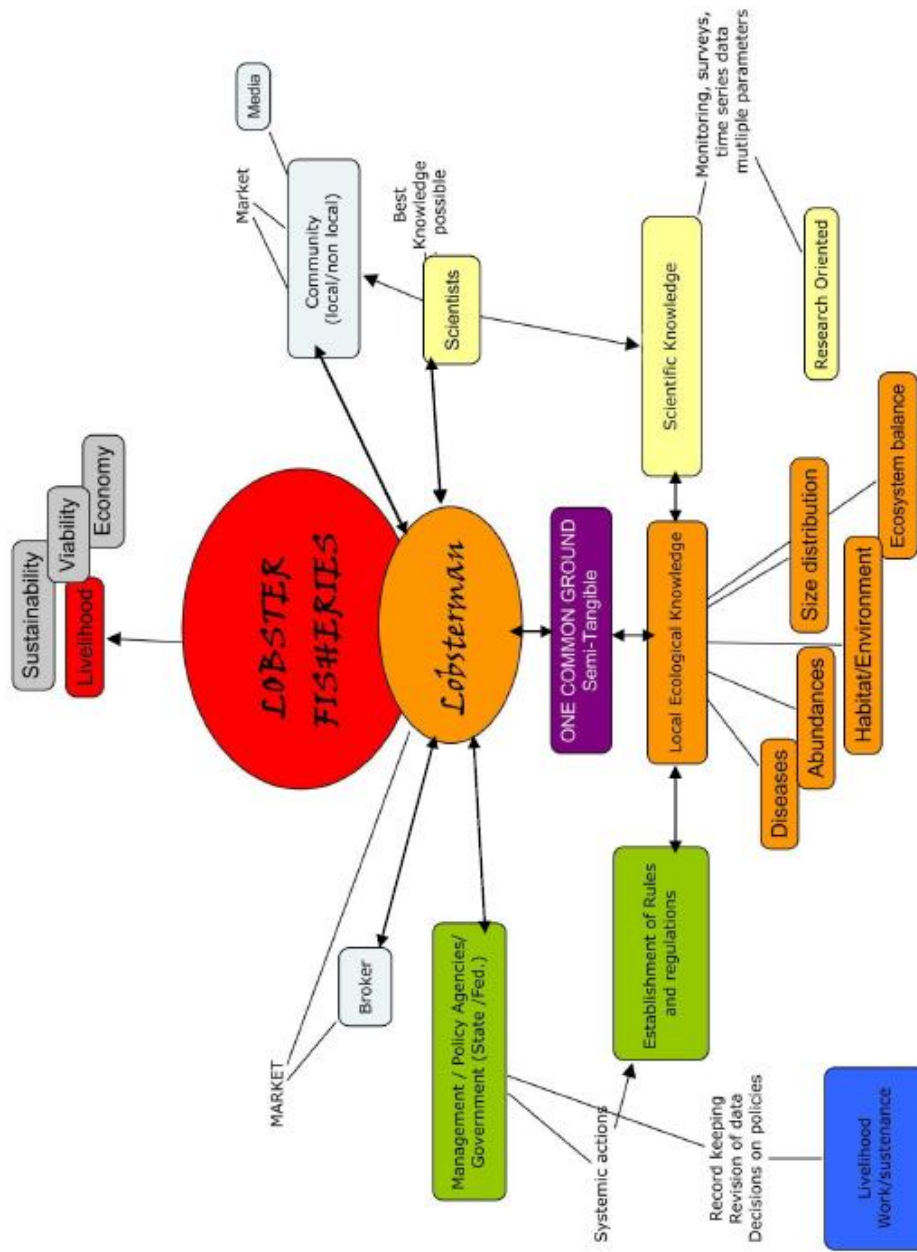 Sustainability
Viability
Economy
Livelihood
LOBSTER
FISHERIES
Lobsterman
MARKET
Broker
Market
Media
Community
(local/non local)
Best
Knowledge
possible
Scientists
Management / Policy Agencies/
Government (State /Fed.)
ONE COMMON GROUND
Semi-Tangible
Systemic actions
Establishment of Rules
and regulations
Local Ecological Knowledge
Scientific Knowledge
Monitoring, surveys,
time series data
mutliple parameters
Record keeping
Revision of data
Decisions on policies
Diseases
Abundances
Habitat/Environment
Size distribution
Ecosystem balance
Research Oriented
Livelihood
Work/sustenance